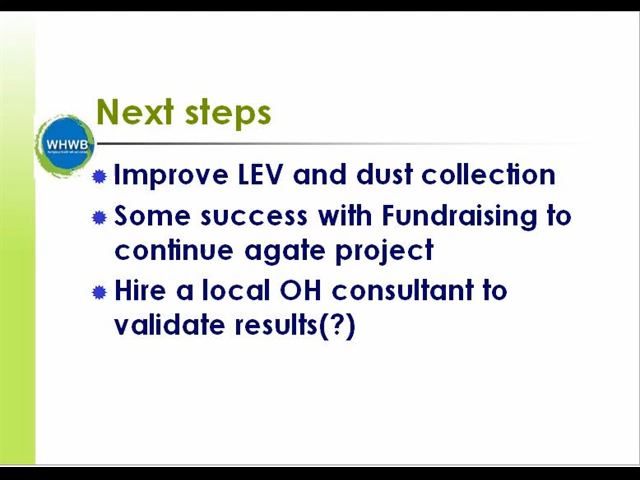 Next steps
WHWB
Improve LEV and dust collection
Some success with Fundraising to
continue agate project
Hire a local OH consultant to
validate results(?)